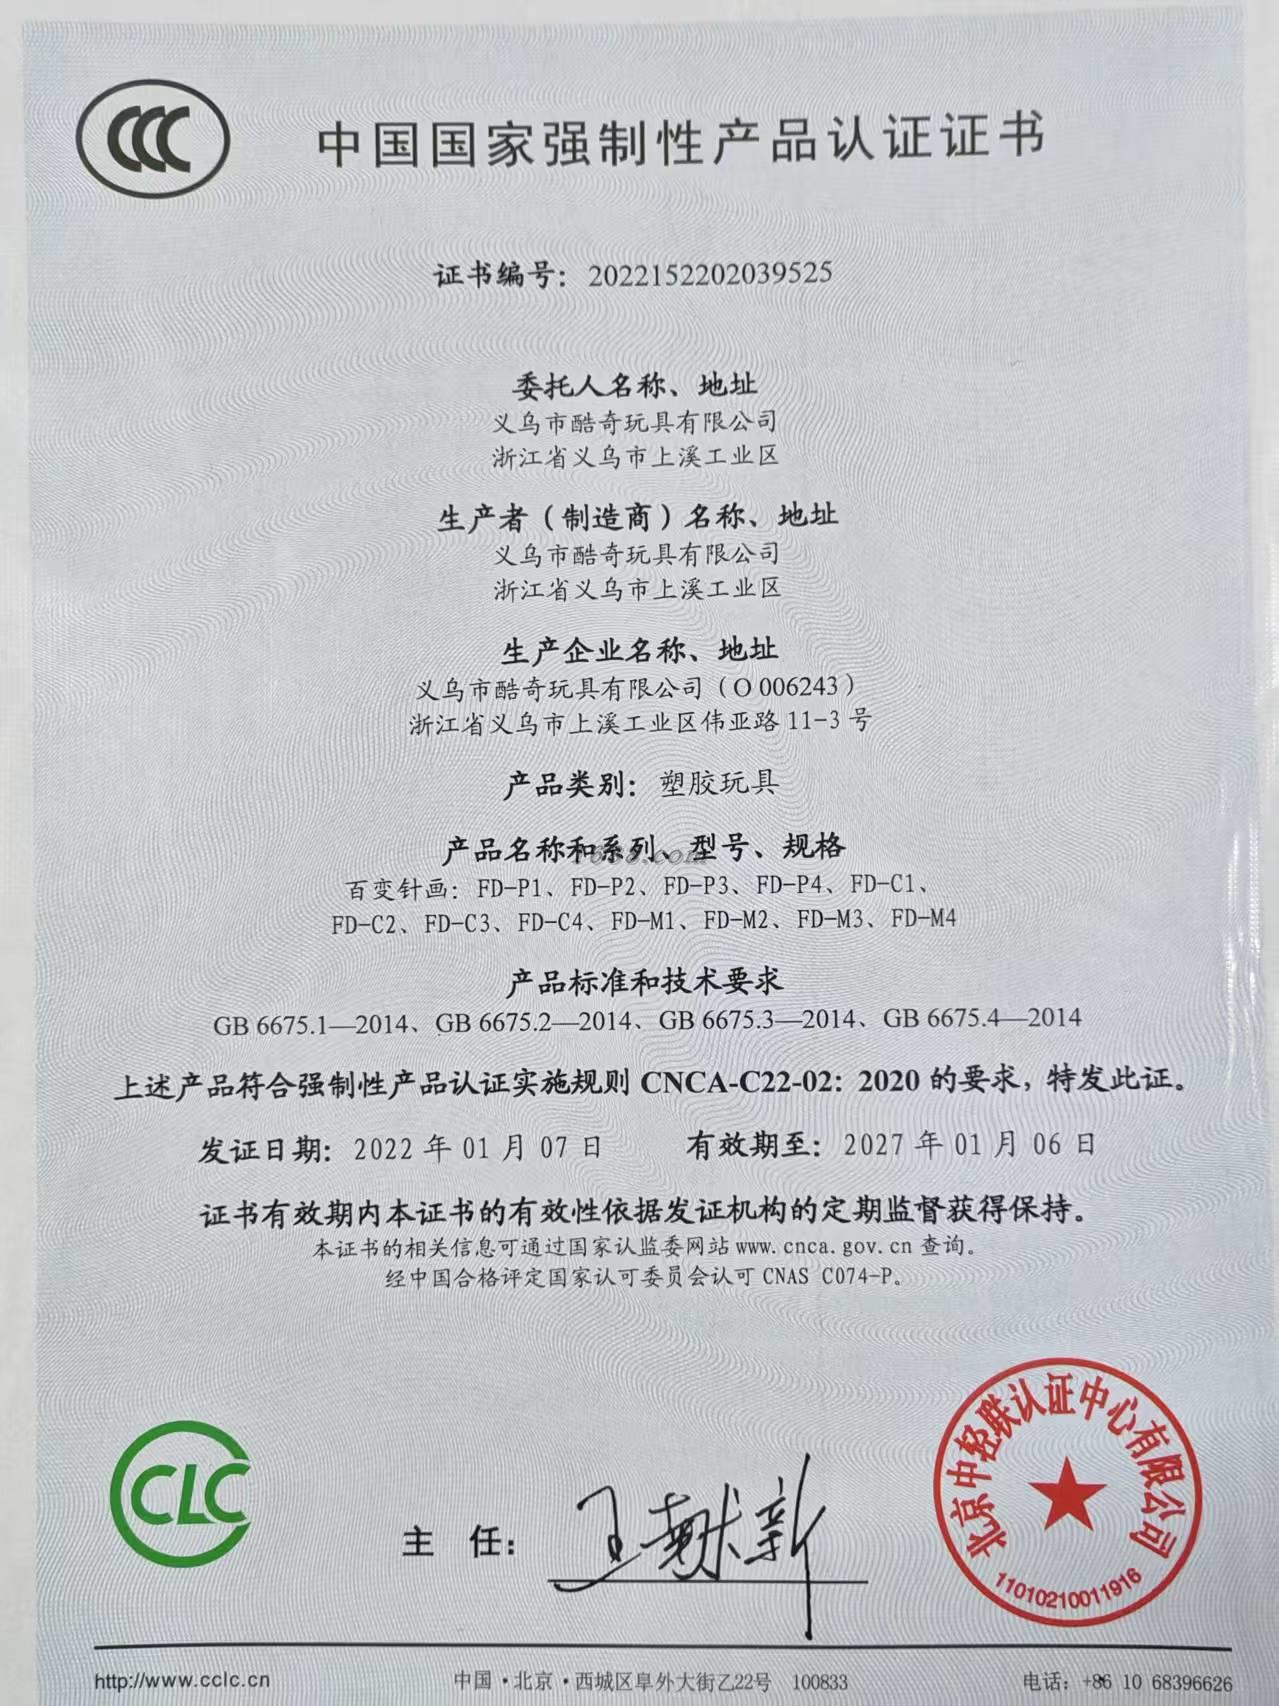 CCC
中国国家强制性产品认证证书
证书编号：2022152202039525
委托人名称、地址
义乌市酷奇玩具有限公司
浙江省义乌市上溪工业区
生产者（制造商）名称、地址
义乌市酷奇玩具有限公司
浙江省义乌市上溪工业区
生产企业名称、地址
义乌市酷奇玩具有限公司（O 006243）
浙江省义乌市上溪工业区伟亚路 11-3 号
产品类别：塑胶玩具
产品名称和系列、型号、规格
1688.com
百变针画：FD-P1、FD-P2、FD-P3、FD-P4、FD-C1、
FD-C2、FD-C3、FD-C4、FD-M1、FD-M2、FD-M3、FD-M4
产品标准和技术要求
GB 6675.1—2014、GB 6675.2—2014、GB 6675.3—2014、GB 6675.4—2014
上述产品符合强制性产品认证实施规则 CNCA-C22-02：2020 的要求，特发此证。
发证日期：2022 年 01 月 07 日 有效期至：2027 年 01 月 06 日
证书有效期内本证书的有效性依据发证机构的定期监督获得保持。
本证书的相关信息可通过国家认监委网站 www.cnca.gov.cn 查询。
经中国合格评定国家认可委员会认可 CNAS C074-P。
CLC
主 任：
北京中轻联认证中心有限公司
11010210011916
http://www.cclc.cn 中国·北京·西城区阜外大街乙22号 100833 电话：+86 10 68396626